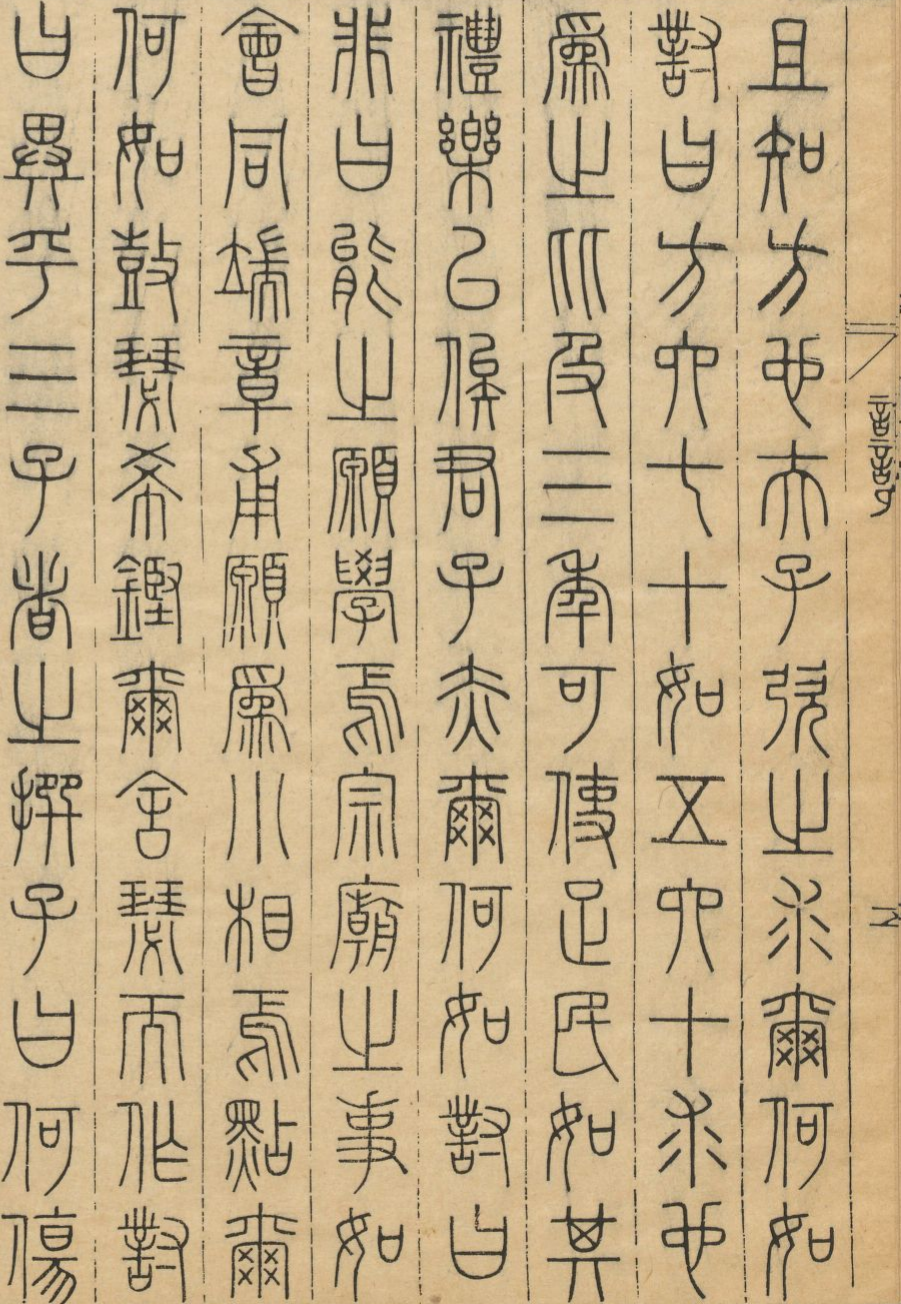 且知方也夫子弞之求爾何如
對曰方六七十如五六十求也
爲之比及三年可使足民如其
禮樂以俟君子赤爾何如對曰
非曰能之願學焉宗廟之事如
會同端章甫願爲小相焉點爾
何如鼓瑟希鏗爾舍瑟而作對
曰異乎三子者之撰子曰何傷